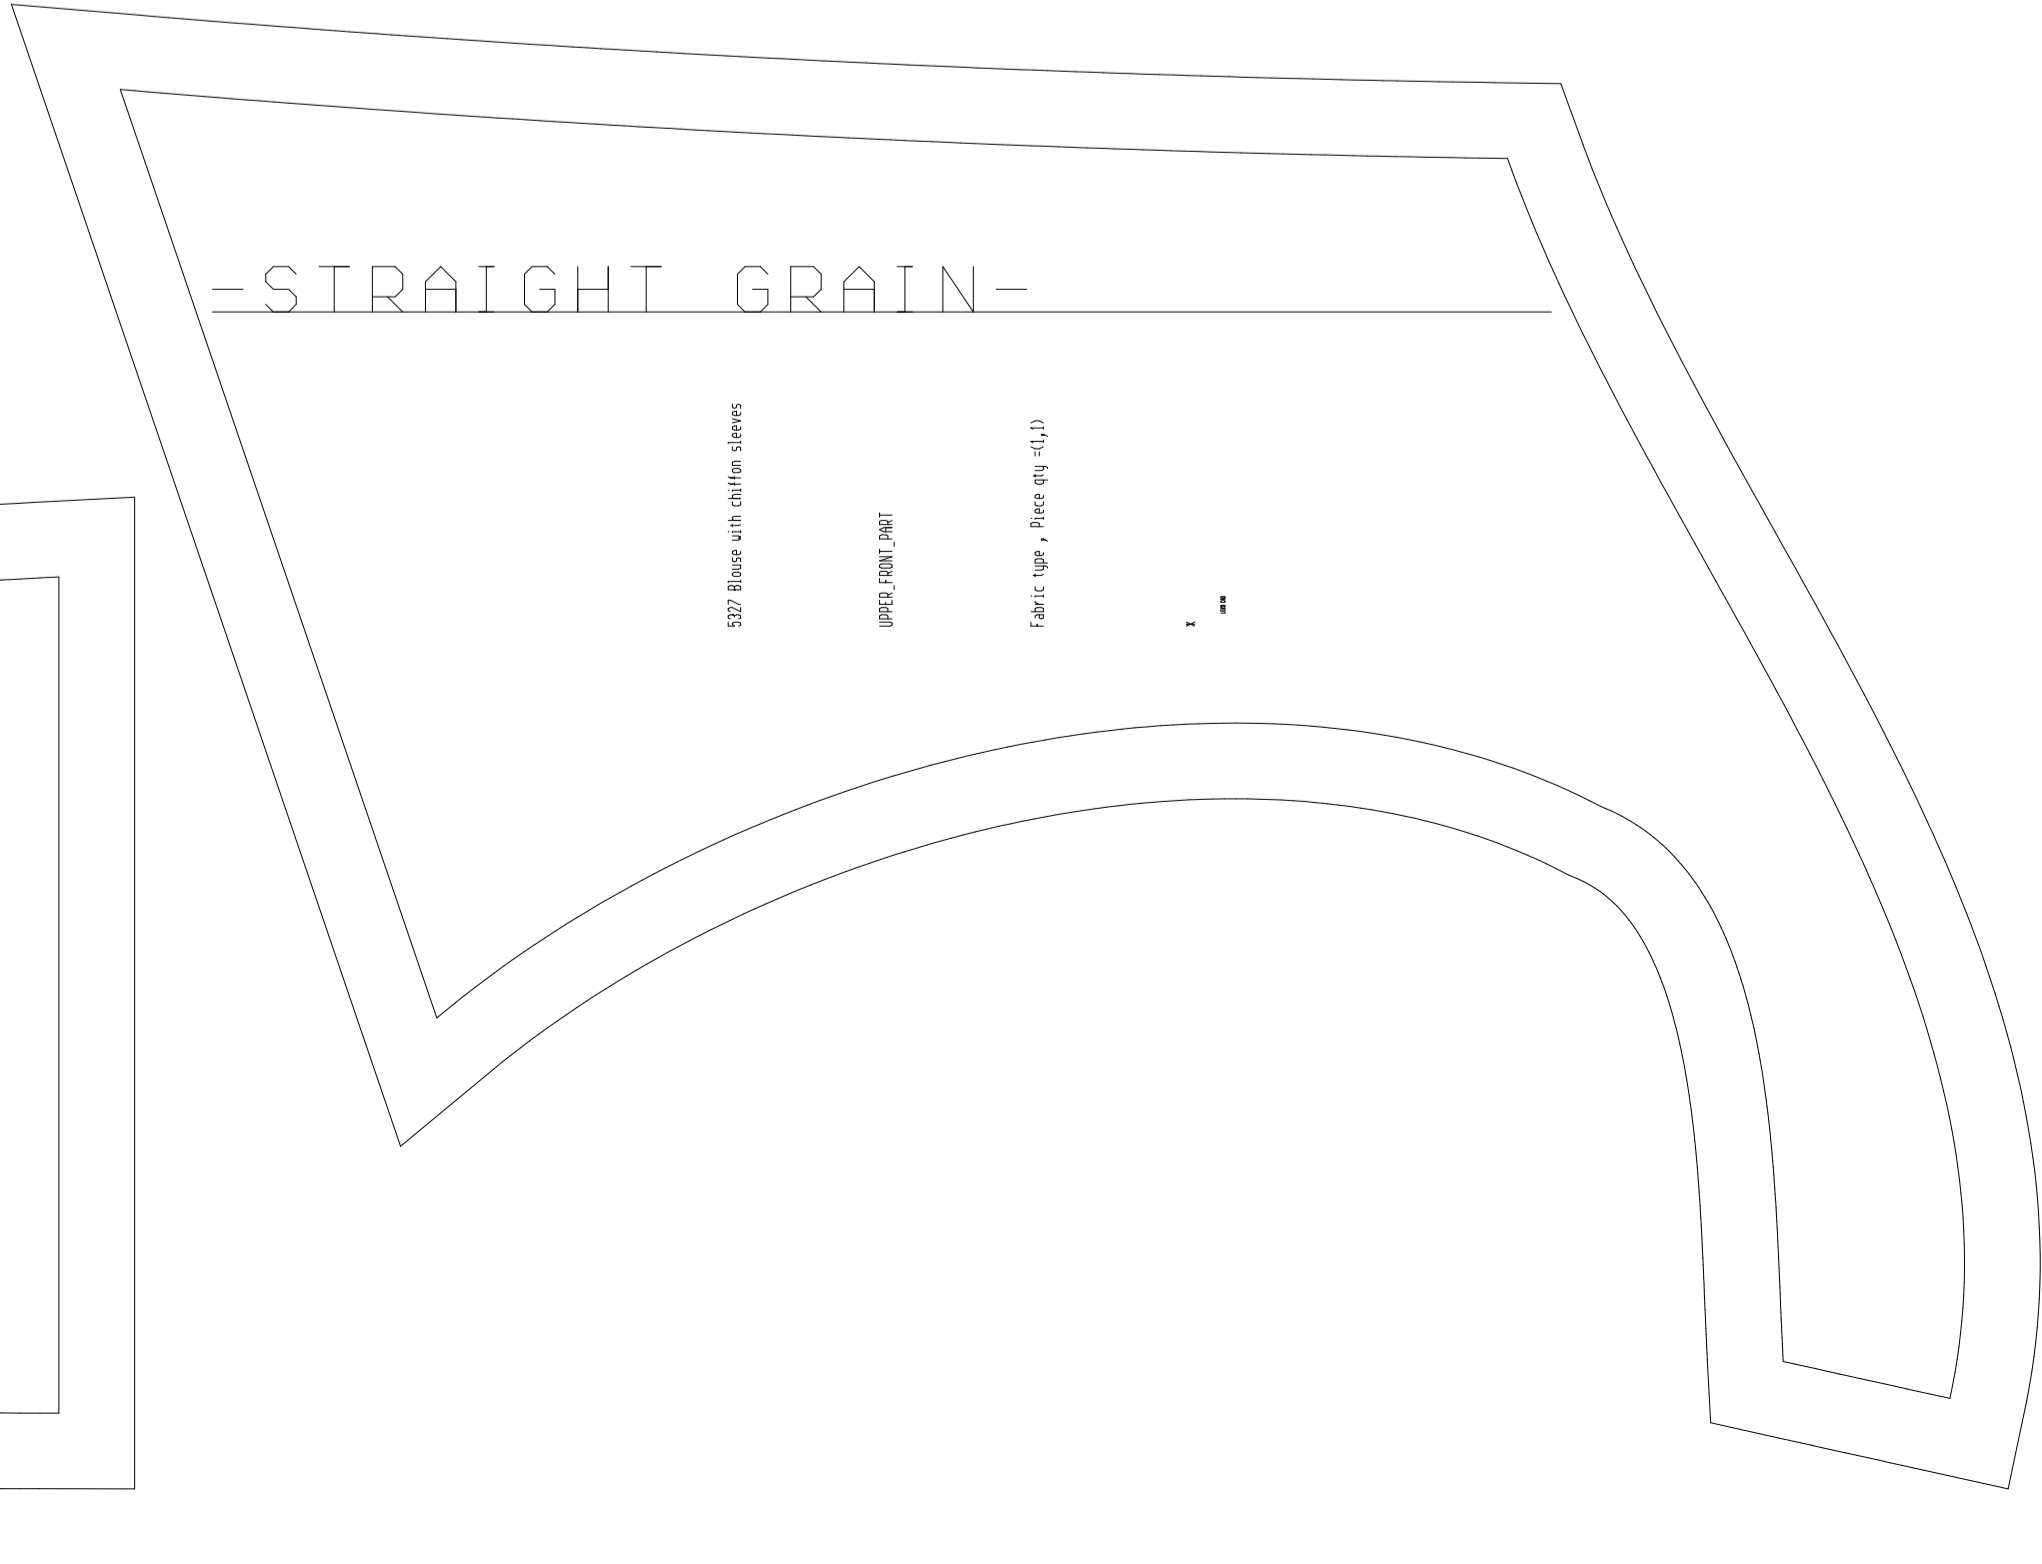 -STRAIGHT GRAIN-
5327 Blouse with chiffon sleeves
UPPER_FRONT_PART
Fabric type , Piece qty =(1,1)
X